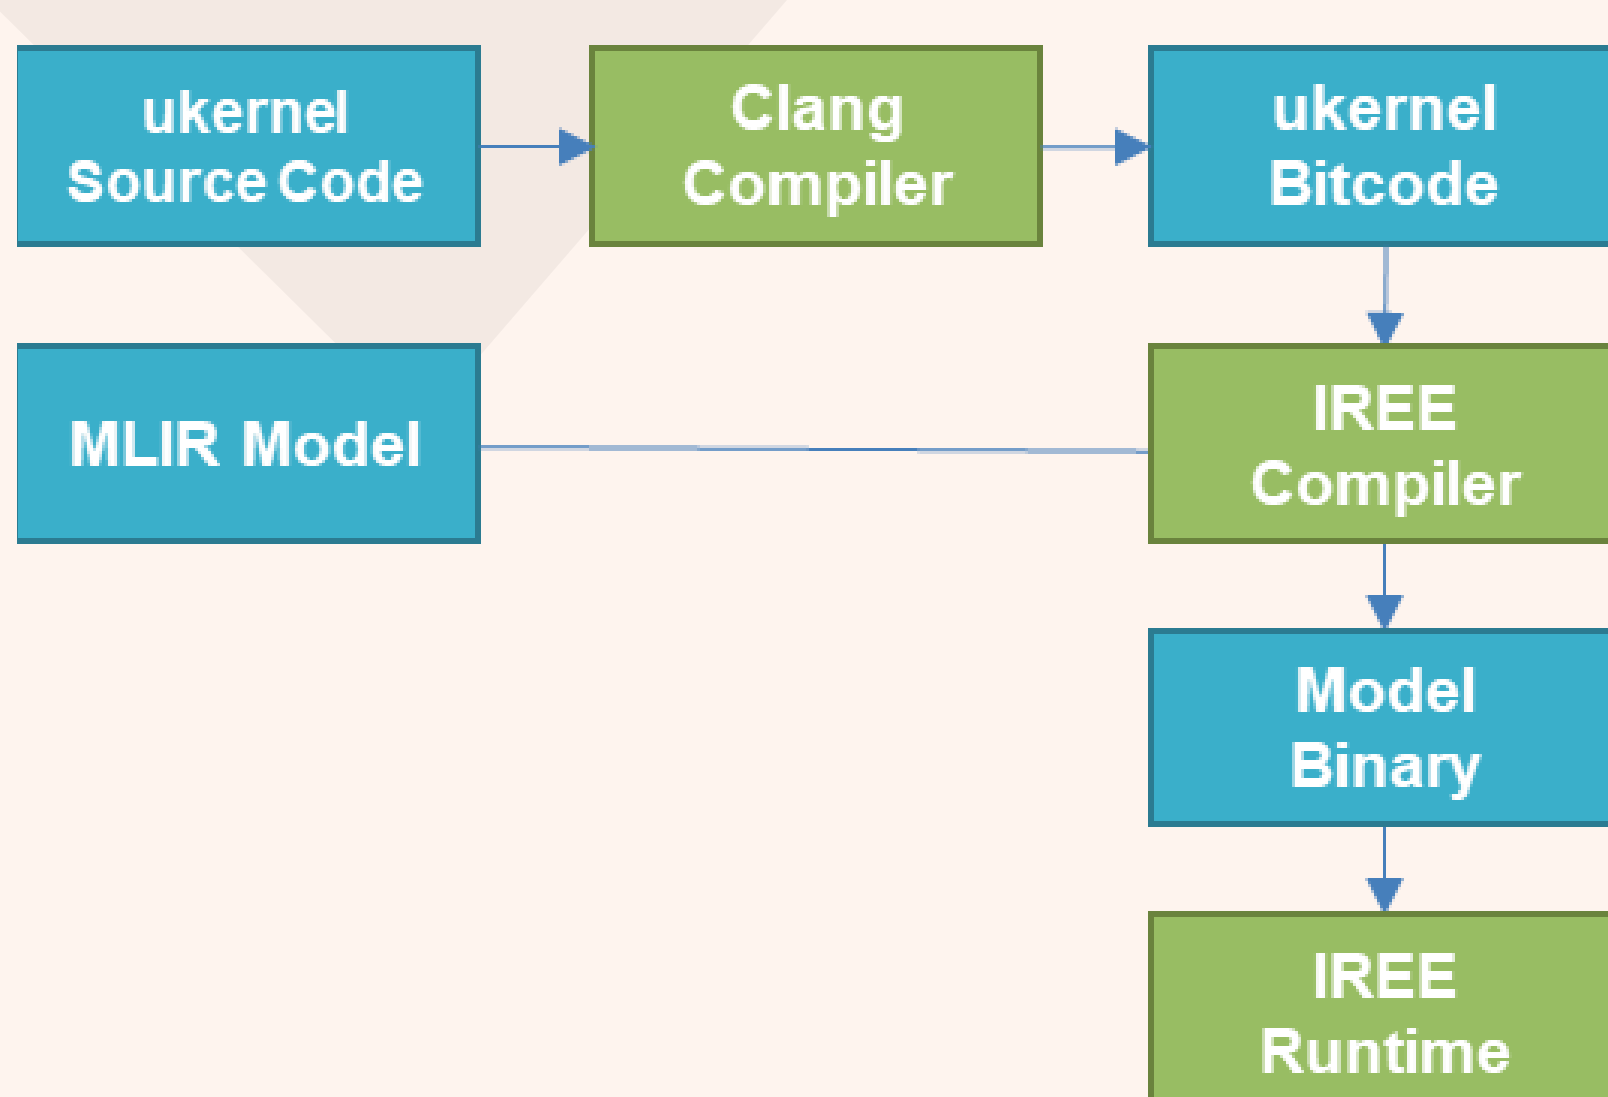 ukernel
Source Code
Clang
Compiler
ukernel
Bitcode
MLIR Model
IREE
Compiler
Model
Binary
IREE
Runtime